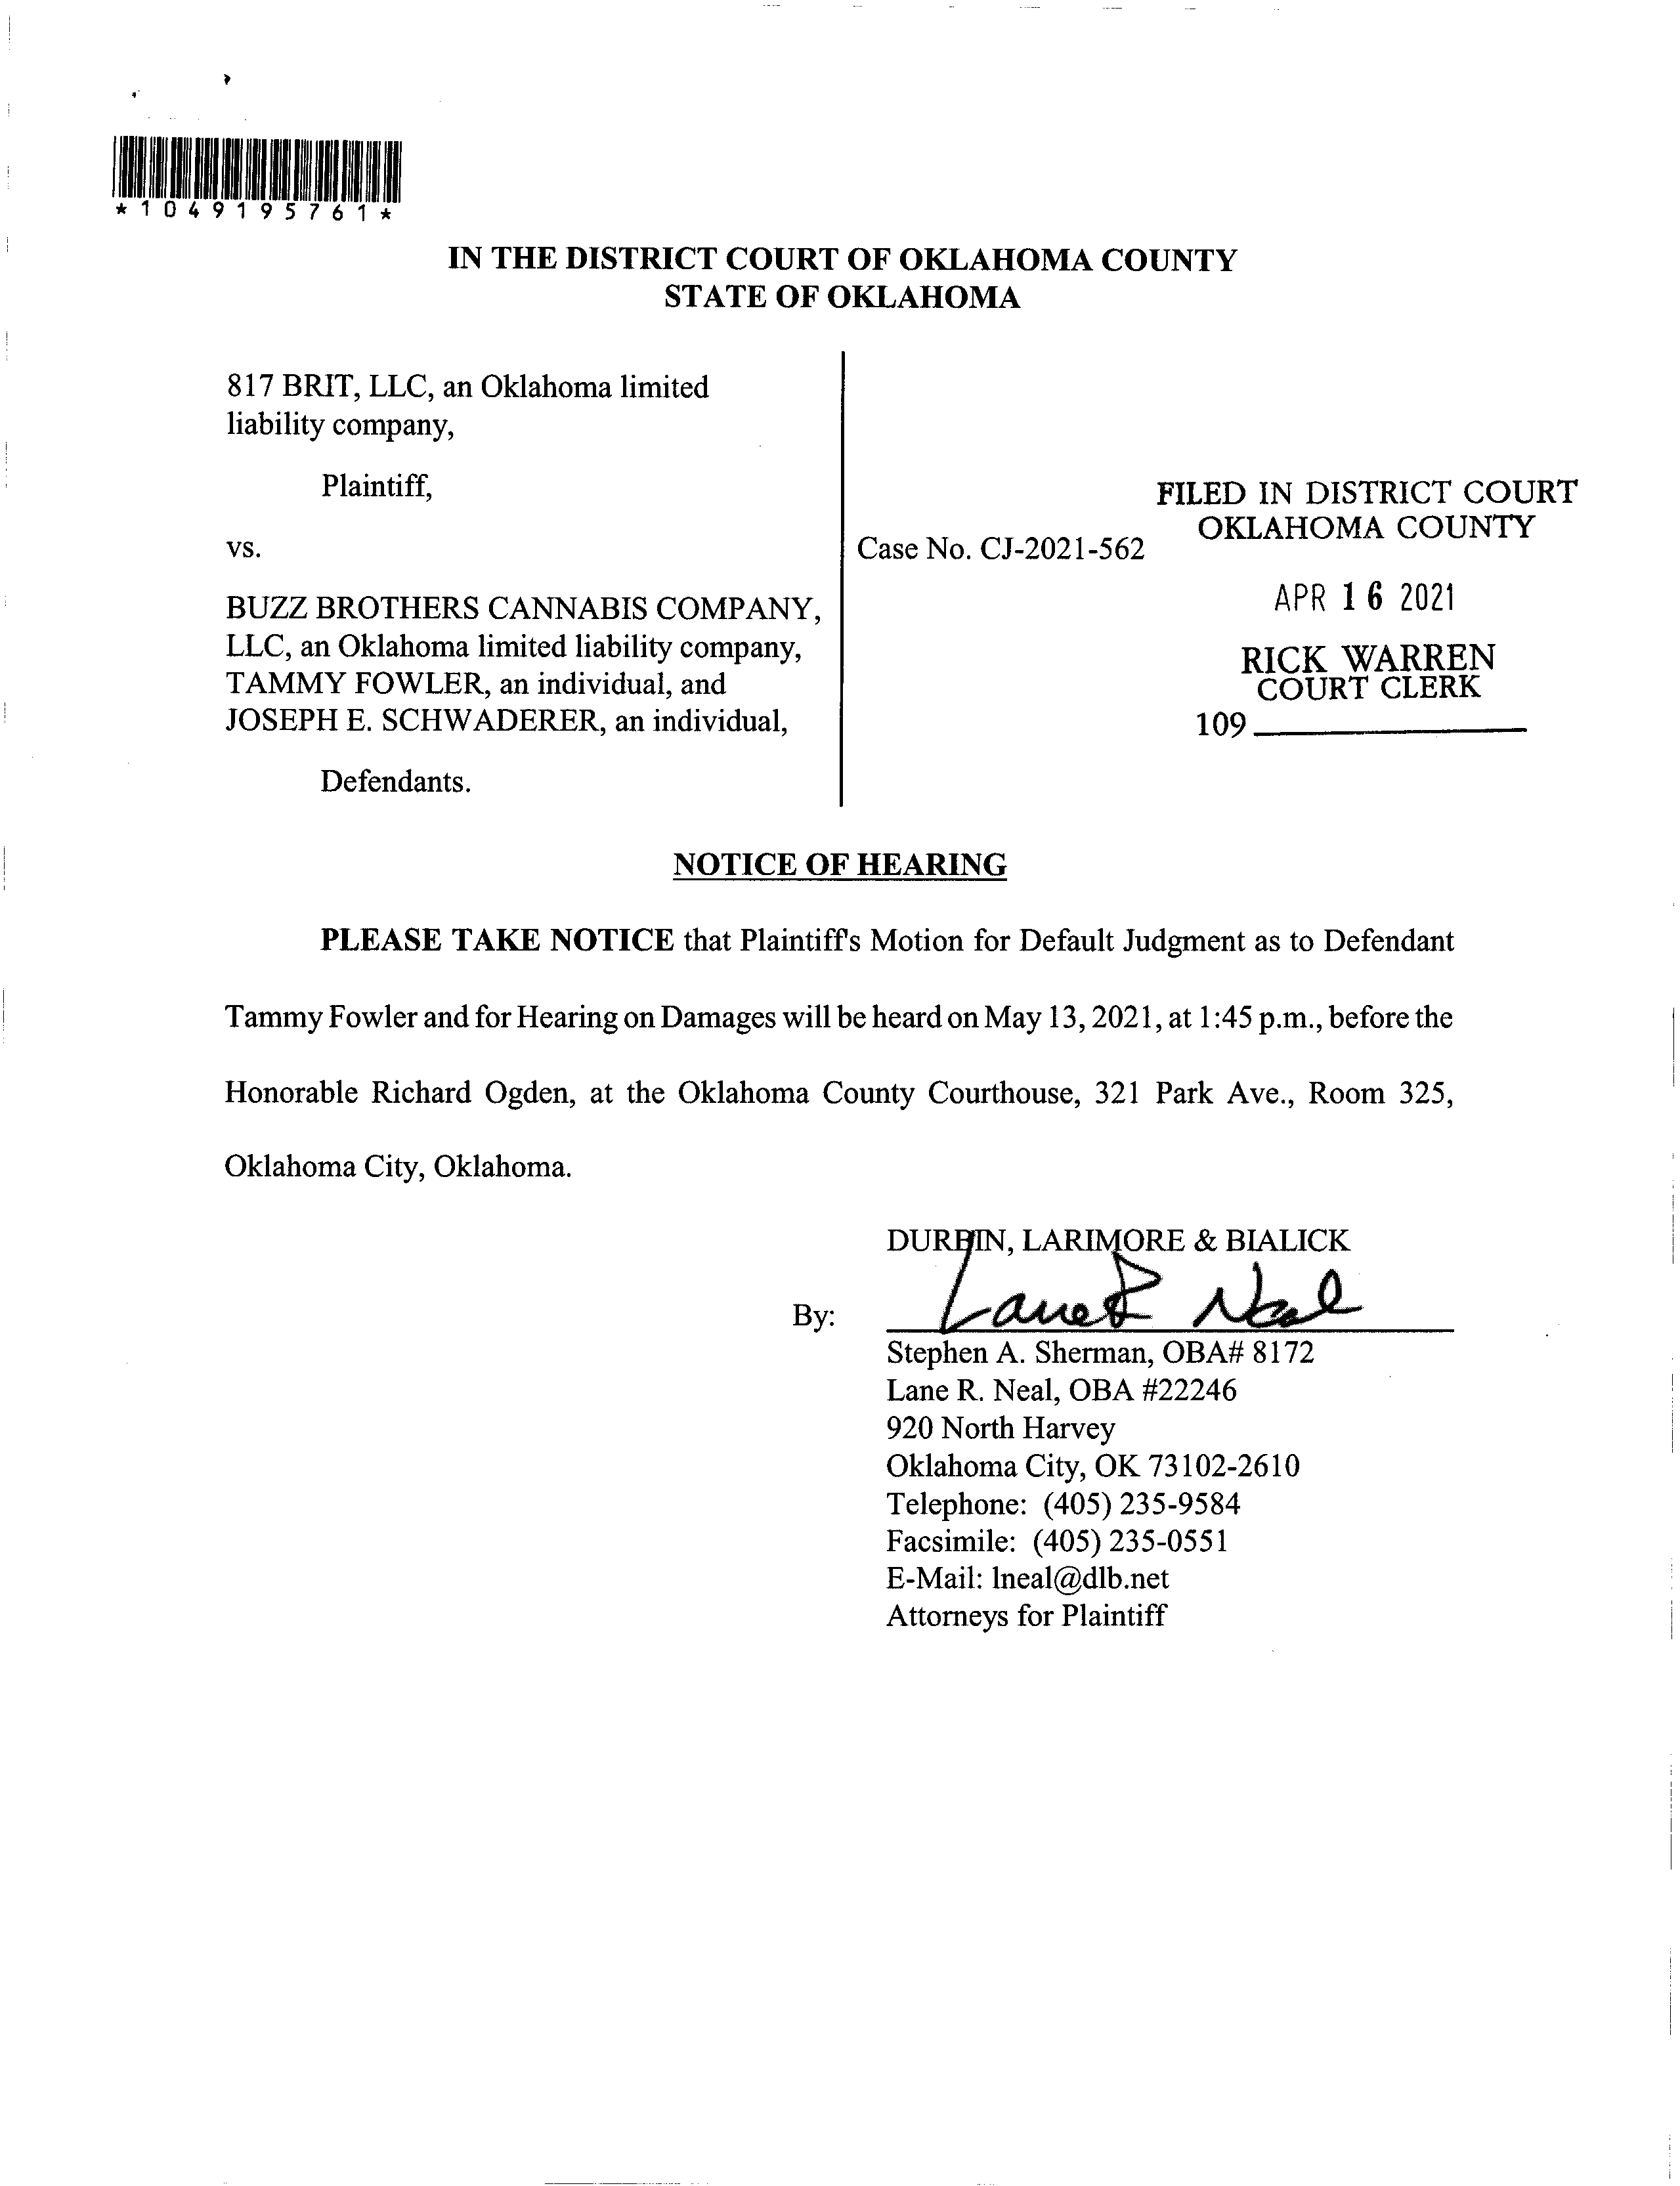 *1049195761*
IN THE DISTRICT COURT OF OKLAHOMA COUNTY
STATE OF OKLAHOMA
817 BRIT, LLC, an Oklahoma limited
liability company,
Plaintiff,
vs.
BUZZ BROTHERS CANNABIS COMPANY,
LLC, an Oklahoma limited liability company,
TAMMY FOWLER, an individual, and
JOSEPH E. SCHWADERER, an individual,
Defendants.
Case No. CJ-2021-562
FILED IN DISTRICT COURT
OKLAHOMA COUNTY
APR 16 2021
RICK WARREN
COURT CLERK
109
NOTICE OF HEARING
PLEASE TAKE NOTICE that Plaintiff's Motion for Default Judgment as to Defendant
Tammy Fowler and for Hearing on Damages will be heard on May 13, 2021, at 1:45 p.m., before the
Honorable Richard Ogden, at the Oklahoma County Courthouse, 321 Park Ave., Room 325,
Oklahoma City, Oklahoma.
DURBIN, LARIMORE & BIALICK
By: Lane R Neal
Stephen A. Sherman, OBA# 8172
Lane R. Neal, OBA #22246
920 North Harvey
Oklahoma City, OK 73102-2610
Telephone: (405) 235-9584
Facsimile: (405) 235-0551
E-Mail: lneal@dlb.net
Attorneys for Plaintiff